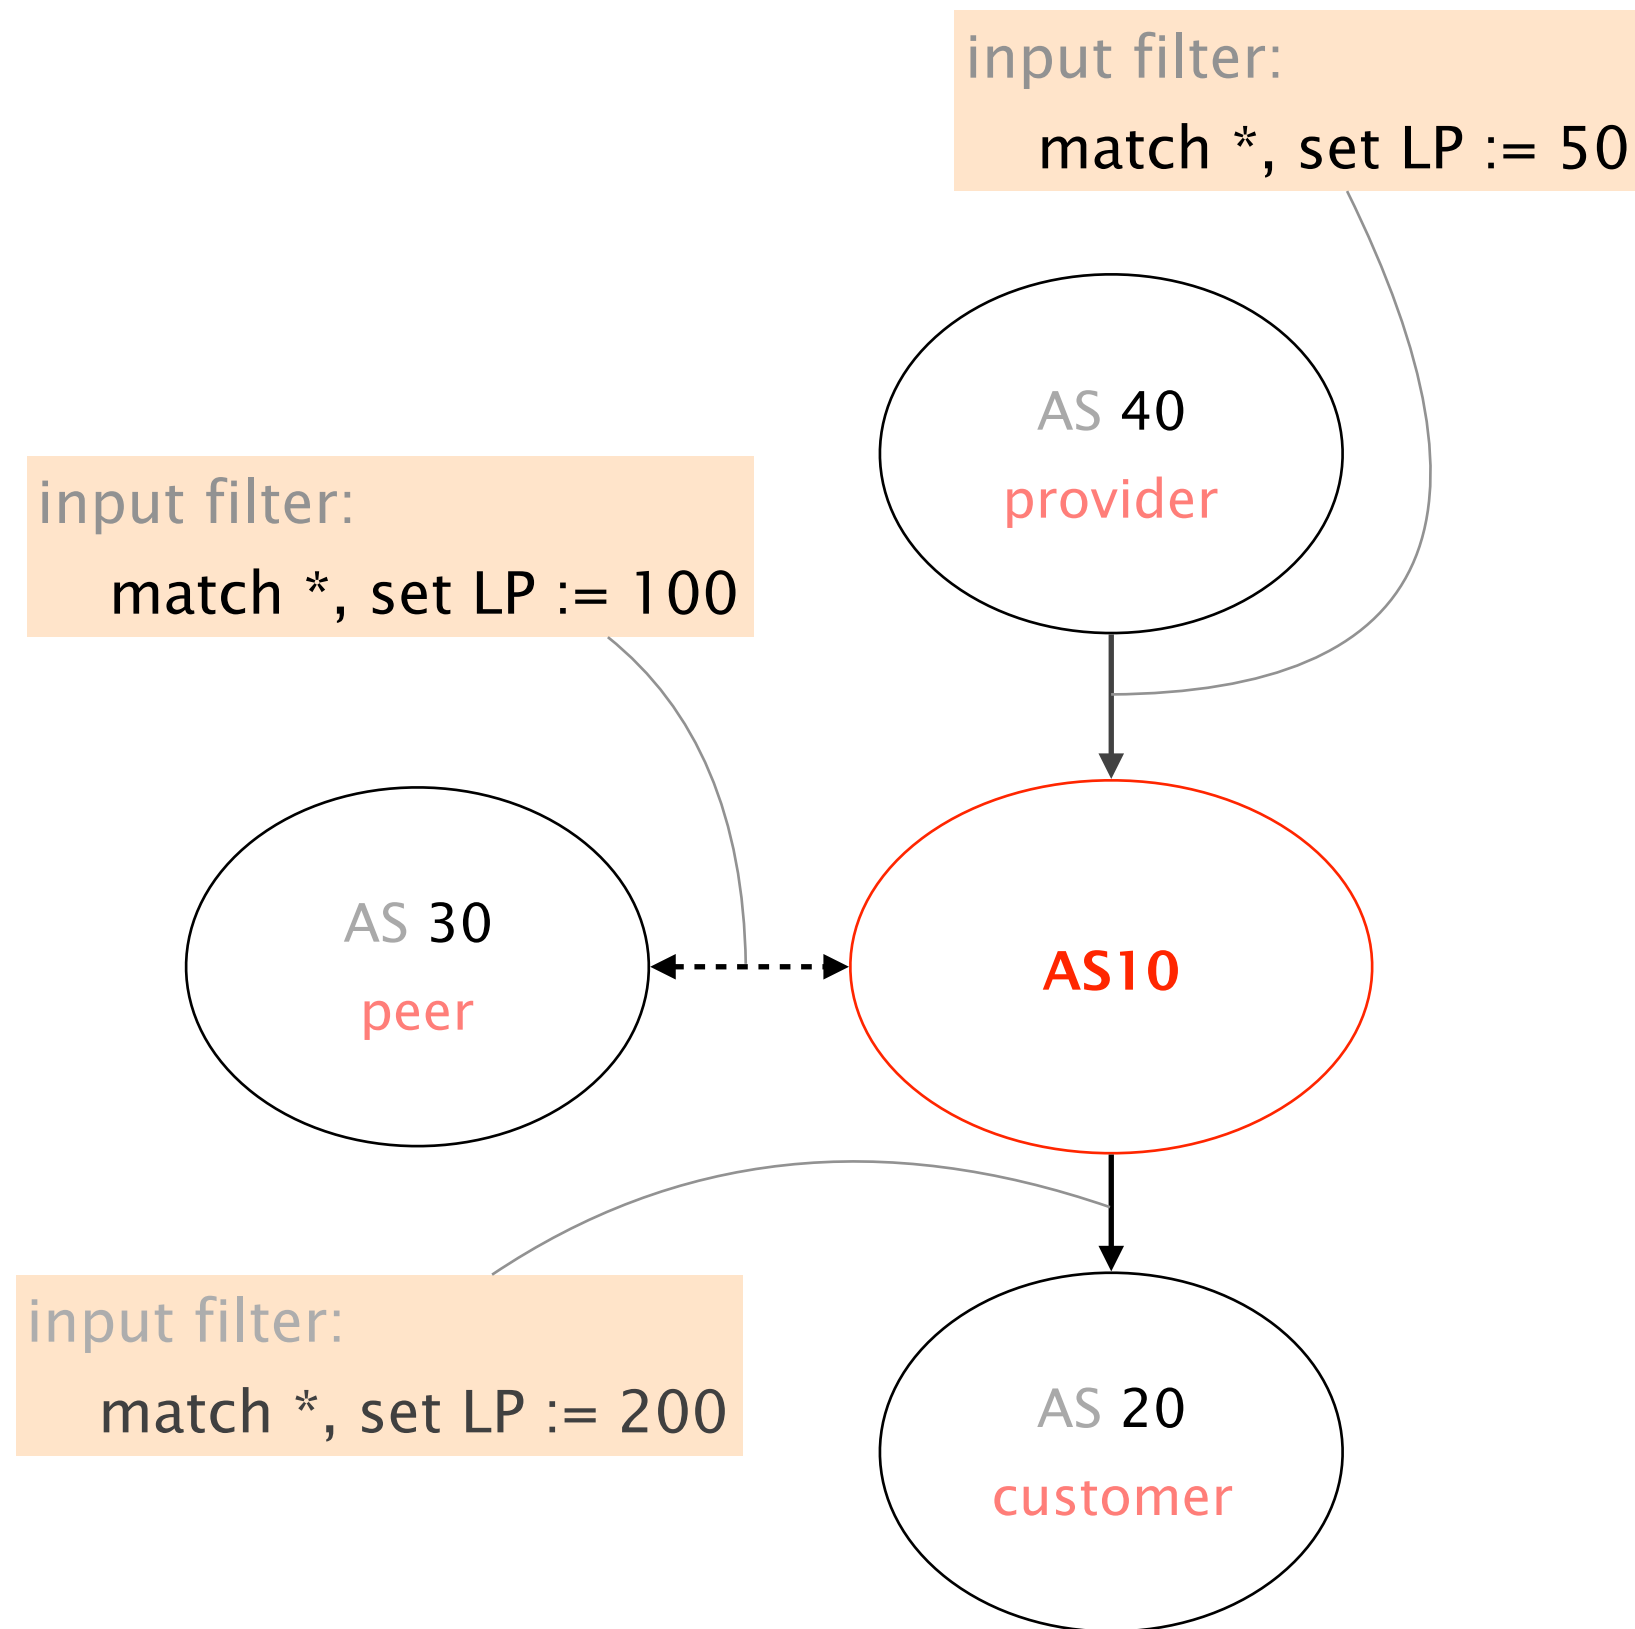 input filter:
match *, set LP := 50
AS 40
provider
input filter:
match *, set LP := 100
AS 30
peer
AS10
input filter:
match *, set LP := 200
AS 20
customer